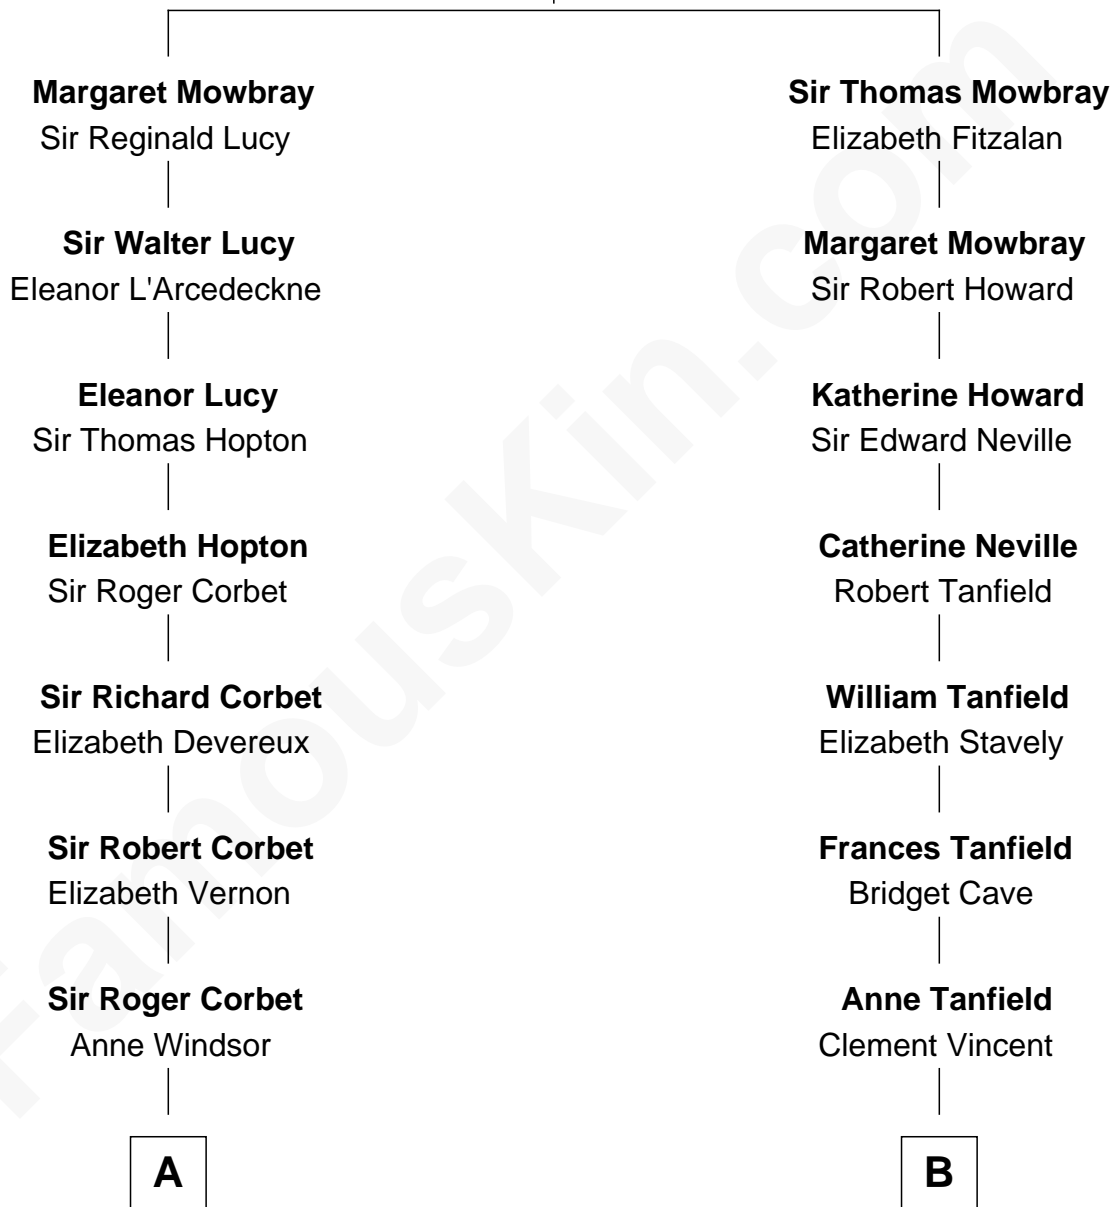 Margaret Mowbray
Sir Reginald Lucy
Sir Walter Lucy
Eleanor L'Arcedeckne
Eleanor Lucy
Sir Thomas Hopton
Elizabeth Hopton
Sir Roger Corbet
Sir Richard Corbet
Elizabeth Devereux
Sir Robert Corbet
Elizabeth Vernon
Sir Roger Corbet
Anne Windsor
A
Sir Thomas Mowbray
Elizabeth Fitzalan
Margaret Mowbray
Sir Robert Howard
Katherine Howard
Sir Edward Neville
Catherine Neville
Robert Tanfield
William Tanfield
Elizabeth Stavely
Frances Tanfield
Bridget Cave
Anne Tanfield
Clement Vincent
B
FamousKin.com